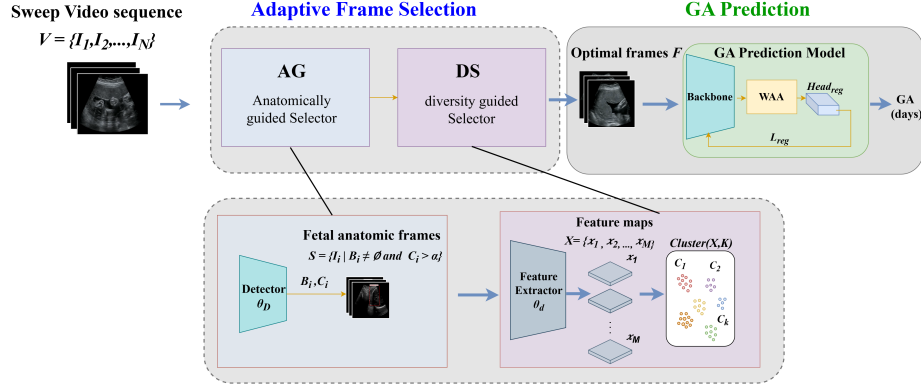 Sweep Video sequence
V = {I1,I2,...,IN}
Adaptive Frame Selection
AG
Anatomically
guided Selector
DS
diversity guided
Selector
GA Prediction
Optimal frames F
GA Prediction Model
Backbone
WAA
Headreg
Lreg
GA
(days)
Fetal anatomic frames
S = {Ii | Bi ≠ ∅ and Ci > α}
Detector
θD
Bi ,Ci
Feature maps
X= {x1 , x2, ..., xM}
Feature
Extractor
θd
x1
⋮
xM
Cluster(X,K)
C1
C2
Ck